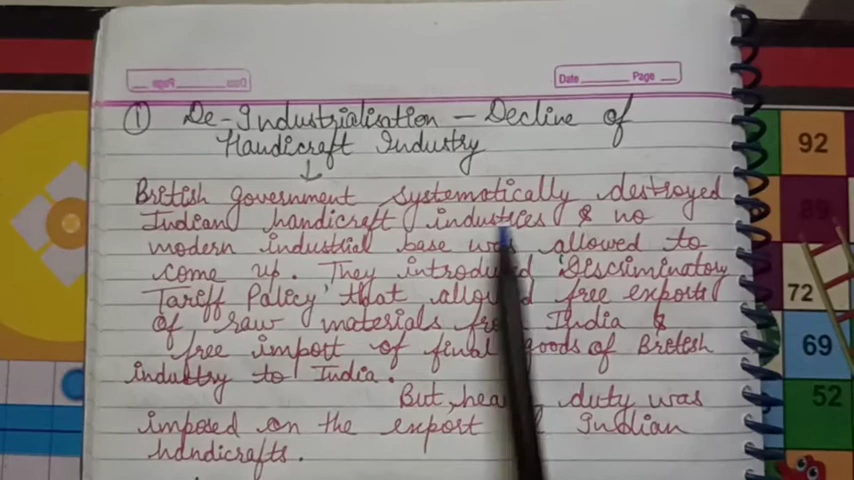 Date Page
① De-Industrialisation - Decline of
Handicraft Industry
British government systematically destroyed
Indian handicraft industries & no
modern industrial base was allowed to
come up. They introduced 'Discriminatory
Tariff Policy' that allowed free exports
of raw materials from India &
free import of final goods of British
industry to India.
But, heavy duty was
imposed on the export of Indian
handicrafts.
92
89
72
69
52